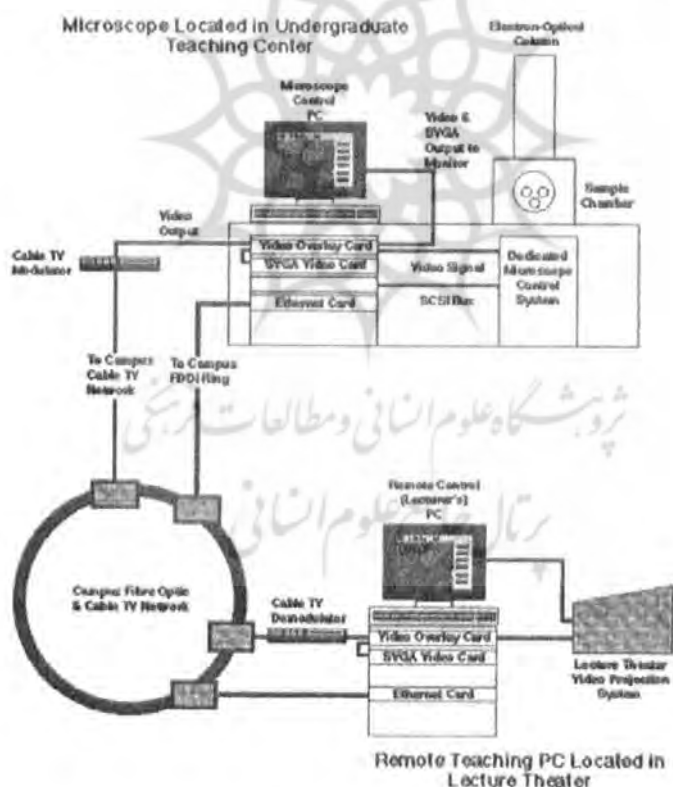 Microscope Located in Undergraduate
Teaching Center
Electron-Optical
Column
Microscope
Control
PC
Video &
SVGA
Output to
Monitor
Sample
Chamber
Video
Output
Cable TV
Modulator
Video Overlay Card
SVGA Video Card
Ethernet Card
Video Signal
SCSI Bus
Dedicated
Microscope
Control
System
To Campus
Cable TV
Network
To Campus
FDDI Ring
پژوهشگاه علوم انسانی و مطالعات فرهنگی
پرتال جامع علوم انسانی
Remote Control
(Lecturer's)
PC
Campus Fibre Optic
& Cable TV Network
Cable TV
Demodulator
Video Overlay Card
SVGA Video Card
Ethernet Card
Lecture Theater
Video Projection
System
Remote Teaching PC Located in
Lecture Theater